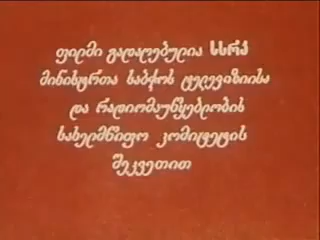 ფილმი გადაღებულია სსრკ
მინისტრთა საბჭოს ტელევიზიისა
და რადიომაუწყებლობის
სახელმწიფო კომიტეტის
შეკვეთით